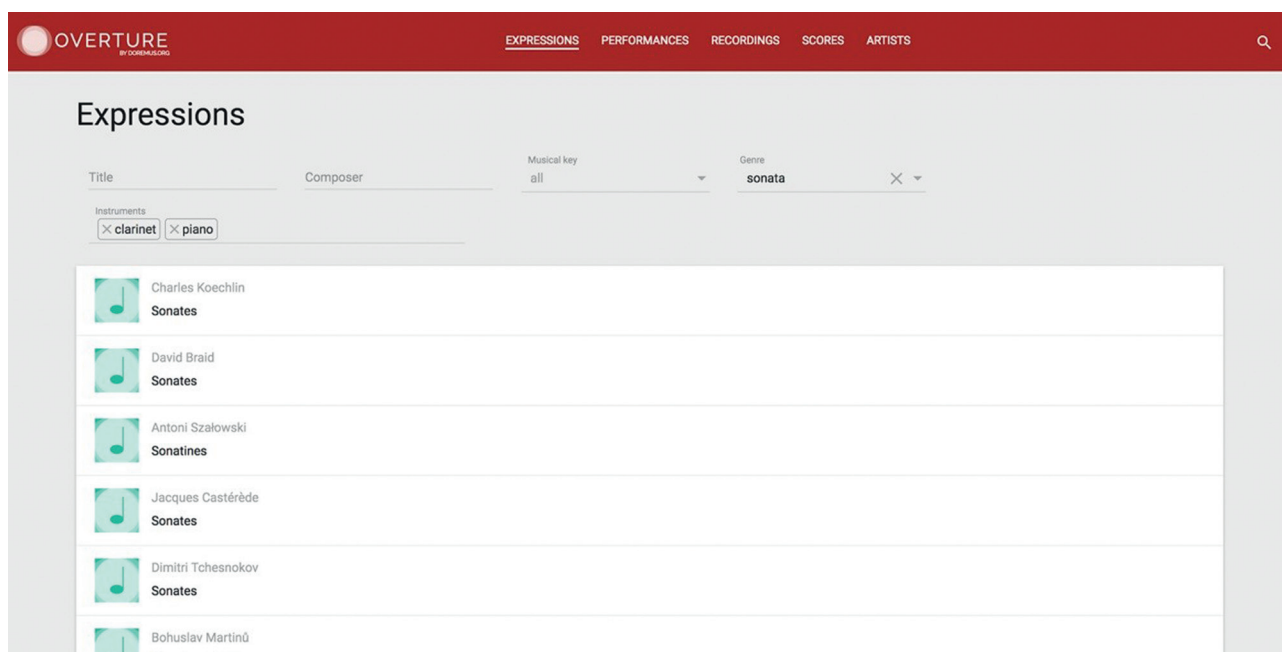 OVERTURE
BY DOREMUS.ORG
EXPRESSIONS PERFORMANCES RECORDINGS SCORES ARTISTS
Expressions
Title Composer Musical key all Genre sonata
Instruments
clarinet piano
Charles Koechlin
Sonates
David Braid
Sonates
Antoni Szałowski
Sonatines
Jacques Castérède
Sonates
Dimitri Tchesnokov
Sonates
Bohuslav Martinů